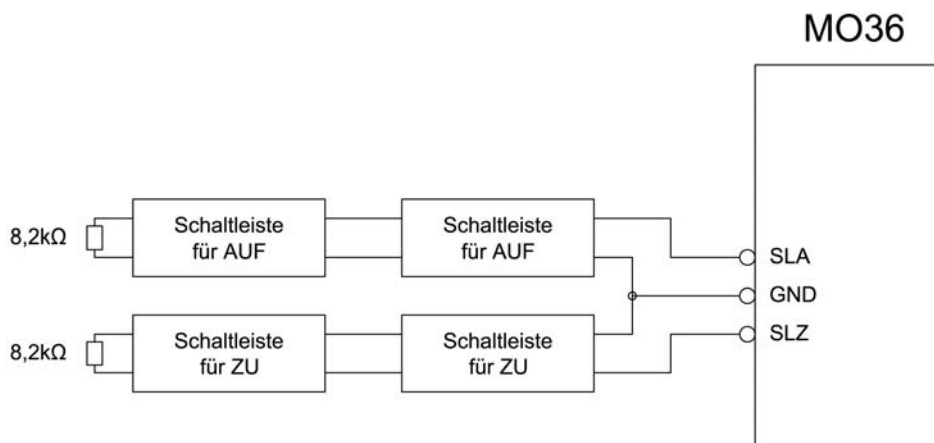 MO36
8,2kΩ
Schaltleiste
für AUF
Schaltleiste
für AUF
SLA
GND
SLZ
8,2kΩ
Schaltleiste
für ZU
Schaltleiste
für ZU